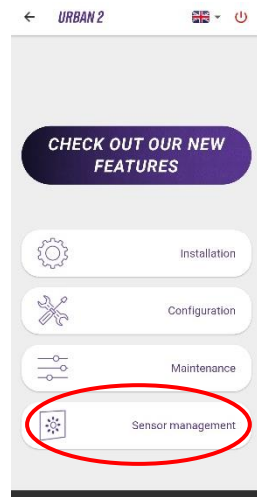 URBAN 2
CHECK OUT OUR NEW
FEATURES
Installation
Configuration
Maintenance
Sensor management